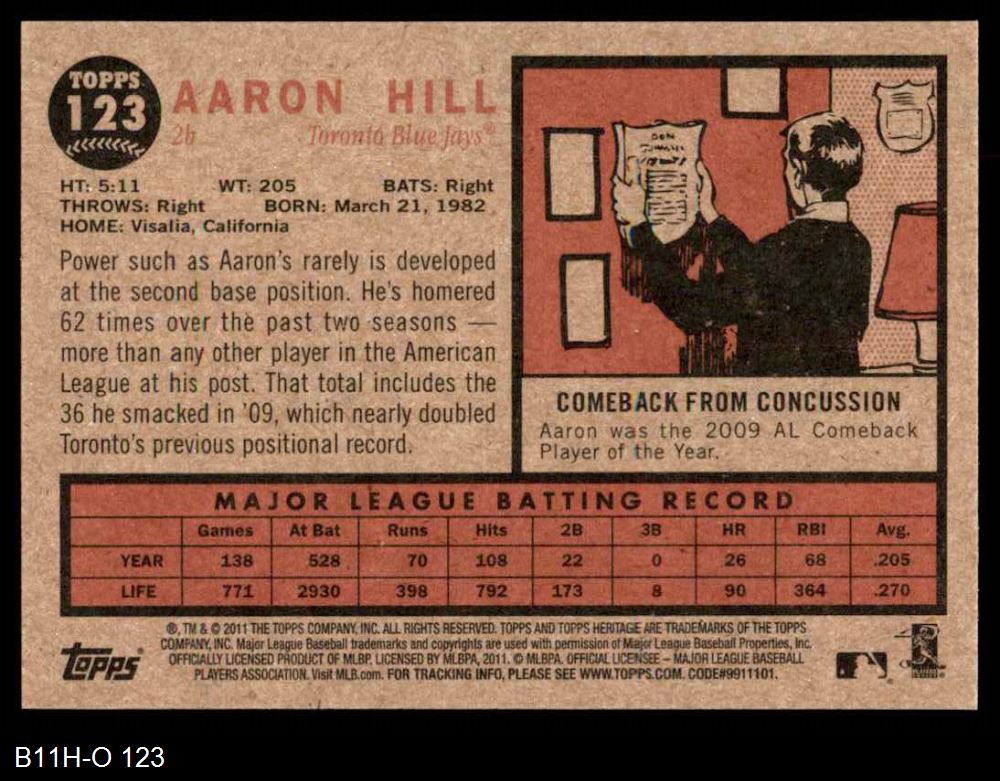 TOPPS
123
AARON HILL
2b Toronto Blue Jays®
HT: 5:11 WT: 205 BATS: Right
THROWS: Right BORN: March 21, 1982
HOME: Visalia, California
Power such as Aaron's rarely is developed
at the second base position. He's homered
62 times over the past two seasons —
more than any other player in the American
League at his post. That total includes the
36 he smacked in '09, which nearly doubled
Toronto's previous positional record.
COMEBACK FROM CONCUSSION
Aaron was the 2009 AL Comeback
Player of the Year.
MAJOR LEAGUE BATTING RECORD
Games At Bat Runs Hits 2B 3B HR RBI Avg.
YEAR 138 528 70 108 22 0 26 68 .205
LIFE 771 2930 398 792 173 8 90 364 .270
®, TM & © 2011 THE TOPPS COMPANY, INC. ALL RIGHTS RESERVED. TOPPS AND TOPPS HERITAGE ARE TRADEMARKS OF THE TOPPS
COMPANY, INC. Major League Baseball trademarks and copyrights are used with permission of Major League Baseball Properties, Inc.
OFFICIALLY LICENSED PRODUCT OF MLBP, LICENSED BY MLBPA, 2011. © MLBPA. OFFICIAL LICENSEE – MAJOR LEAGUE BASEBALL
PLAYERS ASSOCIATION. Visit MLB.com. FOR TRACKING INFO, PLEASE SEE WWW.TOPPS.COM. CODE#9911101.
Topps
B11H-O 123